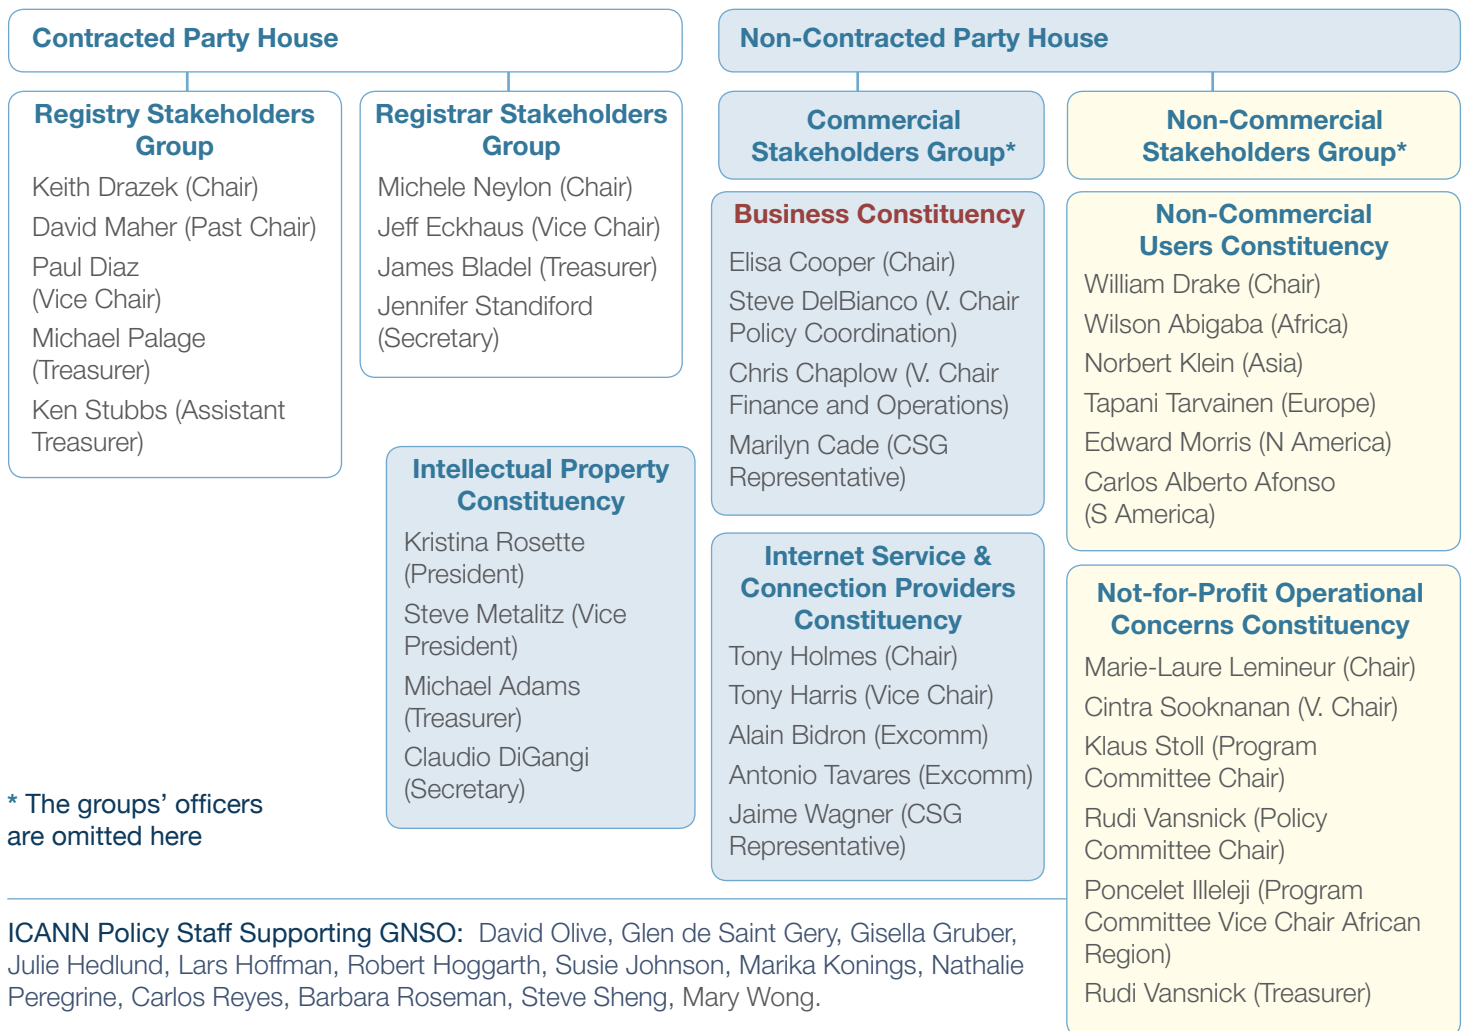 Contracted Party House
Registry Stakeholders
Group
Keith Drazek (Chair)
David Maher (Past Chair)
Paul Diaz
(Vice Chair)
Michael Palage
(Treasurer)
Ken Stubbs (Assistant
Treasurer)
Registrar Stakeholders
Group
Michele Neylon (Chair)
Jeff Eckhaus (Vice Chair)
James Bladel (Treasurer)
Jennifer Standiford
(Secretary)
Non-Contracted Party House
Commercial
Stakeholders Group*
Intellectual Property
Constituency
Kristina Rosette
(President)
Steve Metalitz (Vice
President)
Michael Adams
(Treasurer)
Claudio DiGangi
(Secretary)
Business Constituency
Elisa Cooper (Chair)
Steve DelBianco (V. Chair
Policy Coordination)
Chris Chaplow (V. Chair
Finance and Operations)
Marilyn Cade (CSG
Representative)
Internet Service &
Connection Providers
Constituency
Tony Holmes (Chair)
Tony Harris (Vice Chair)
Alain Bidron (Excomm)
Antonio Tavares (Excomm)
Jaime Wagner (CSG
Representative)
Non-Commercial
Stakeholders Group*
Non-Commercial
Users Constituency
William Drake (Chair)
Wilson Abigaba (Africa)
Norbert Klein (Asia)
Tapani Tarvainen (Europe)
Edward Morris (N America)
Carlos Alberto Afonso
(S America)
Not-for-Profit Operational
Concerns Constituency
Marie-Laure Lemineur (Chair)
Cintra Sooknanan (V. Chair)
Klaus Stoll (Program
Committee Chair)
Rudi Vansnick (Policy
Committee Chair)
Poncelet Illeleji (Program
Committee Vice Chair African
Region)
Rudi Vansnick (Treasurer)
* The groups’ officers
are omitted here
ICANN Policy Staff Supporting GNSO: David Olive, Glen de Saint Gery, Gisella Gruber,
Julie Hedlund, Lars Hoffman, Robert Hoggarth, Susie Johnson, Marika Konings, Nathalie
Peregrine, Carlos Reyes, Barbara Roseman, Steve Sheng, Mary Wong.